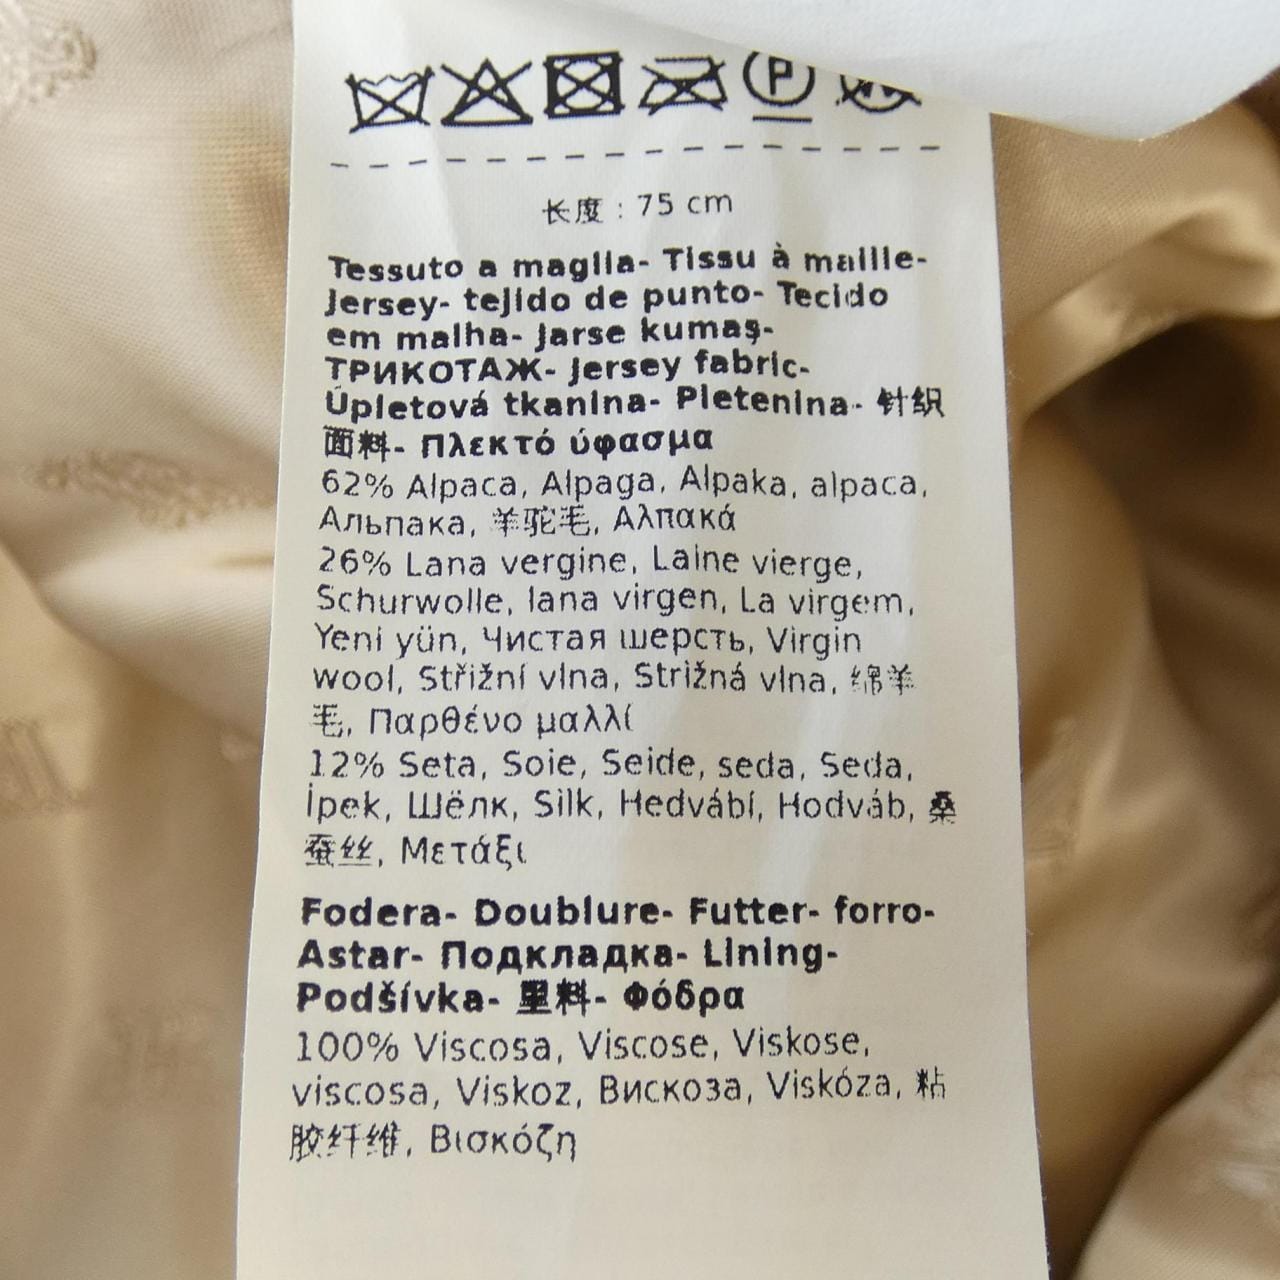 P
长度 : 75 cm
Tessuto a maglia- Tissu à maille-
Jersey- tejido de punto- Tecido
em malha- Jarse kumaş-
ТРИКОТАЖ- Jersey fabric-
Úpletová tkanina- Pletenina- 针织
面料- Πλεκτό ύφασμα
62% Alpaca, Alpaga, Alpaka, alpaca,
Альпака, 羊驼毛, Αλπακά
26% Lana vergine, Laine vierge,
Schurwolle, lana virgen, La virgem,
Yeni yün, Чистая шерсть, Virgin
wool, Střižní vlna, Strižná vlna, 绵羊
毛, Παρθένο μαλλί
12% Seta, Soie, Seide, seda, Seda,
İpek, Шёлк, Silk, Hedvábí, Hodváb, 桑
蚕丝, Μετάξι
Fodera- Doublure- Futter- forro-
Astar- Подкладка- Lining-
Podšívka- 里料- Φόδρα
100% Viscosa, Viscose, Viskose,
viscosa, Viskoz, Вискоза, Viskóza, 粘
胶纤维, Βισκόζη